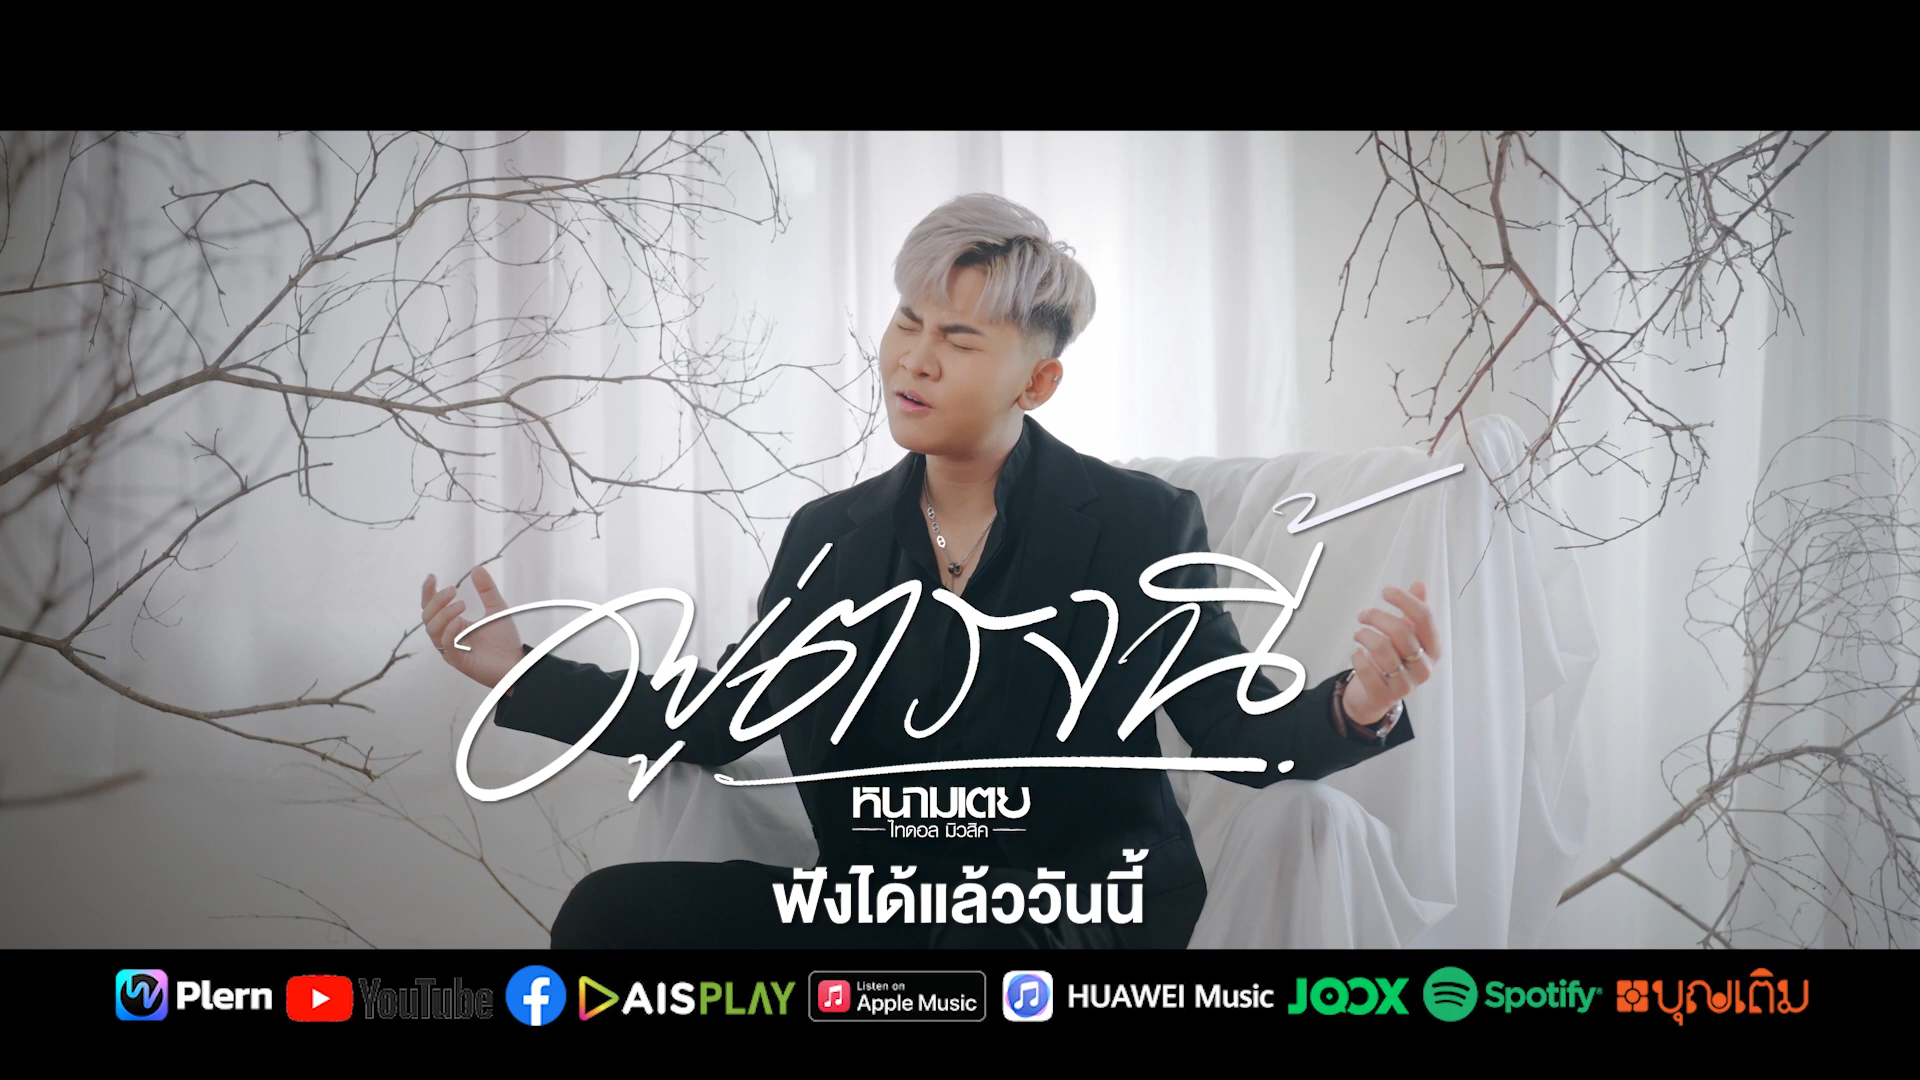 อยู่ตรงนี้
หนามเตย
ไทดอล มิวสิค
ฟังได้แล้ววันนี้
Plern YouTube AISPLAY Listen on Apple Music HUAWEI Music JOOX Spotify บุญเติม